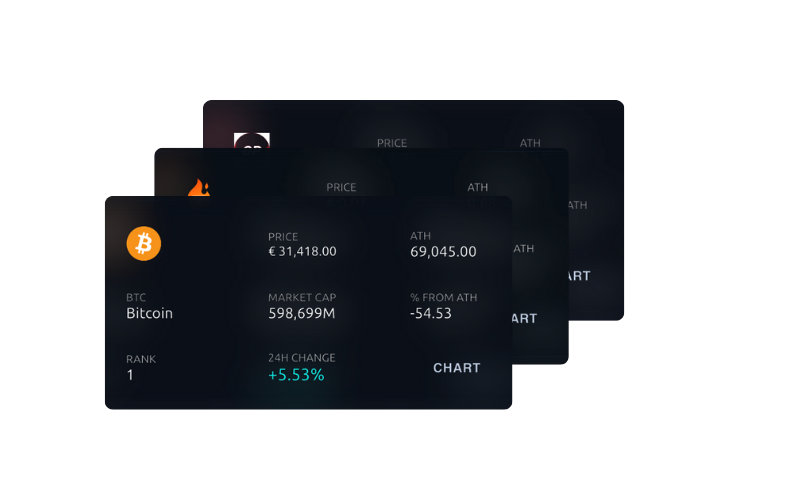 PRICE
ATH
ATH
CHART
PRICE
ATH
ATH
PRICE
€ 31,418.00
ATH
69,045.00
BTC
Bitcoin
MARKET CAP
598,699M
% FROM ATH
-54.53
RANK
1
24H CHANGE
+5.53%
CHART